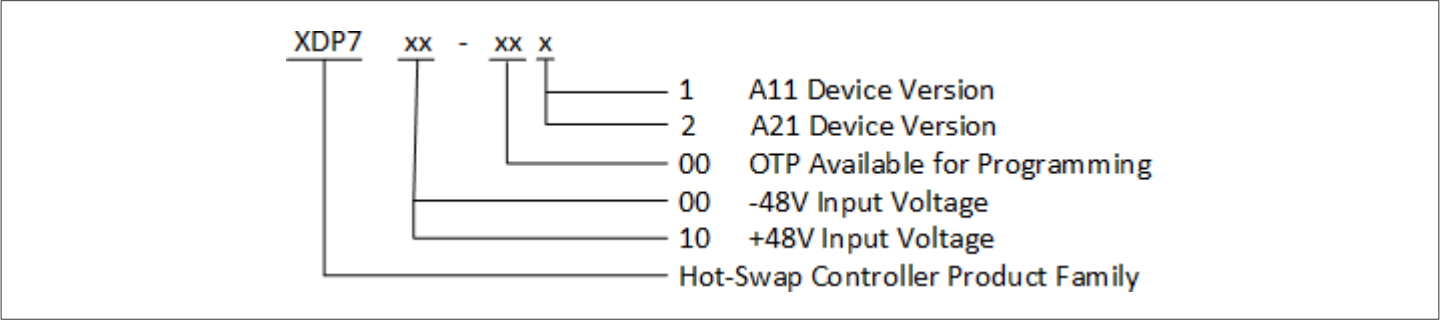 XDP7 xx - xx x
1 A11 Device Version
2 A21 Device Version
00 OTP Available for Programming
00 -48V Input Voltage
10 +48V Input Voltage
Hot-Swap Controller Product Family